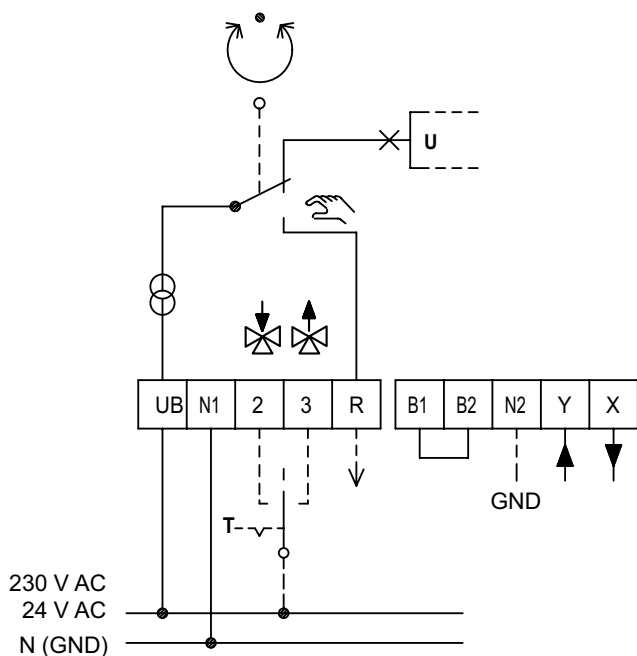 U
UB N1 2 3 R B1 B2 N2 Y X
GND
T
230 V AC
24 V AC
N (GND)